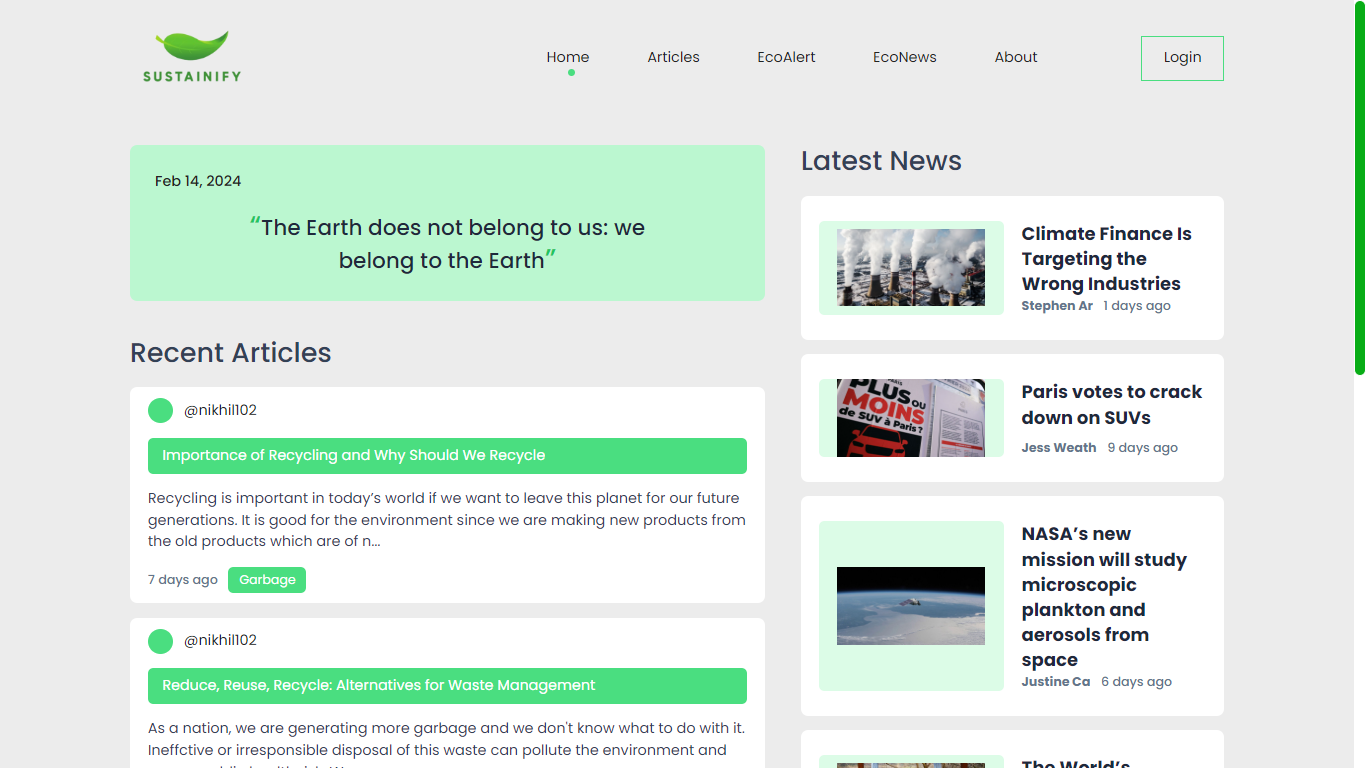 SUSTAINIFY
Home
Articles
EcoAlert
EcoNews
About
Login
Feb 14, 2024
“The Earth does not belong to us: we
belong to the Earth”
Recent Articles
@nikhil102
Importance of Recycling and Why Should We Recycle
Recycling is important in today’s world if we want to leave this planet for our future
generations. It is good for the environment since we are making new products from
the old products which are of n...
7 days ago
Garbage
@nikhil102
Reduce, Reuse, Recycle: Alternatives for Waste Management
As a nation, we are generating more garbage and we don't know what to do with it.
Ineffctive or irresponsible disposal of this waste can pollute the environment and
Latest News
Climate Finance Is
Targeting the
Wrong Industries
Stephen Ar 1 days ago
PLUS OU
MOINS
de SUV à Paris?
Paris votes to crack
down on SUVs
Jess Weath 9 days ago
NASA’s new
mission will study
microscopic
plankton and
aerosols from
space
Justine Ca 6 days ago
The World’s